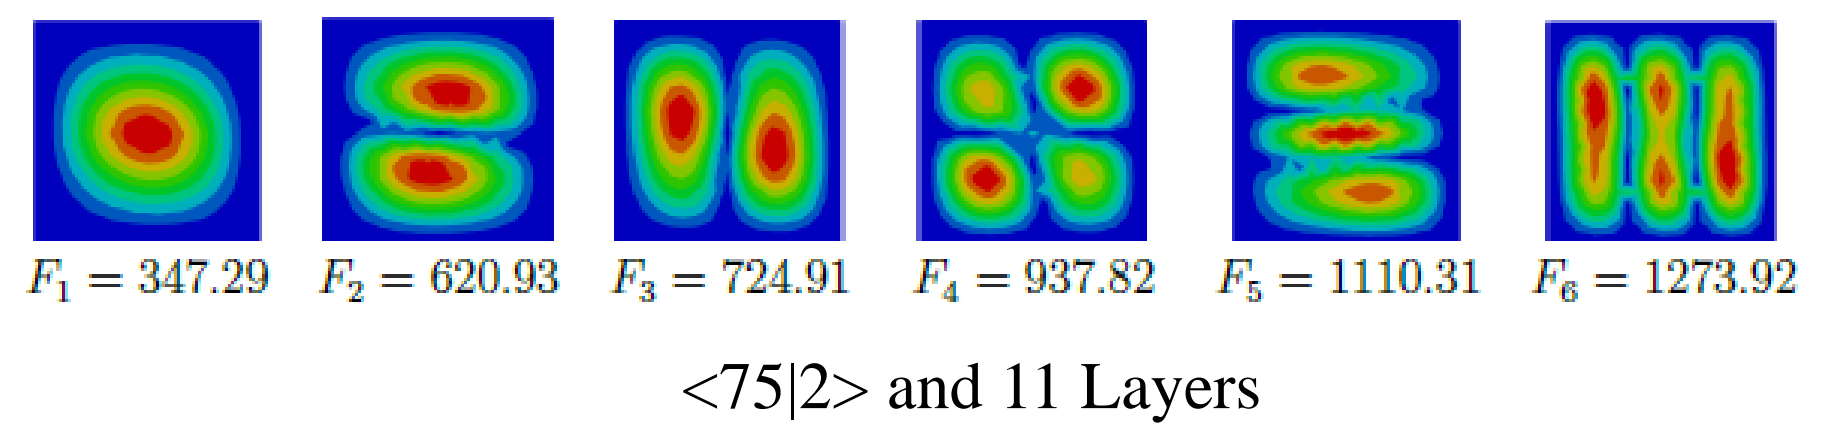 F₁ = 347.29 F₂ = 620.93 F₃ = 724.91 F₄ = 937.82 F₅ = 1110.31 F₆ = 1273.92
<75|2> and 11 Layers